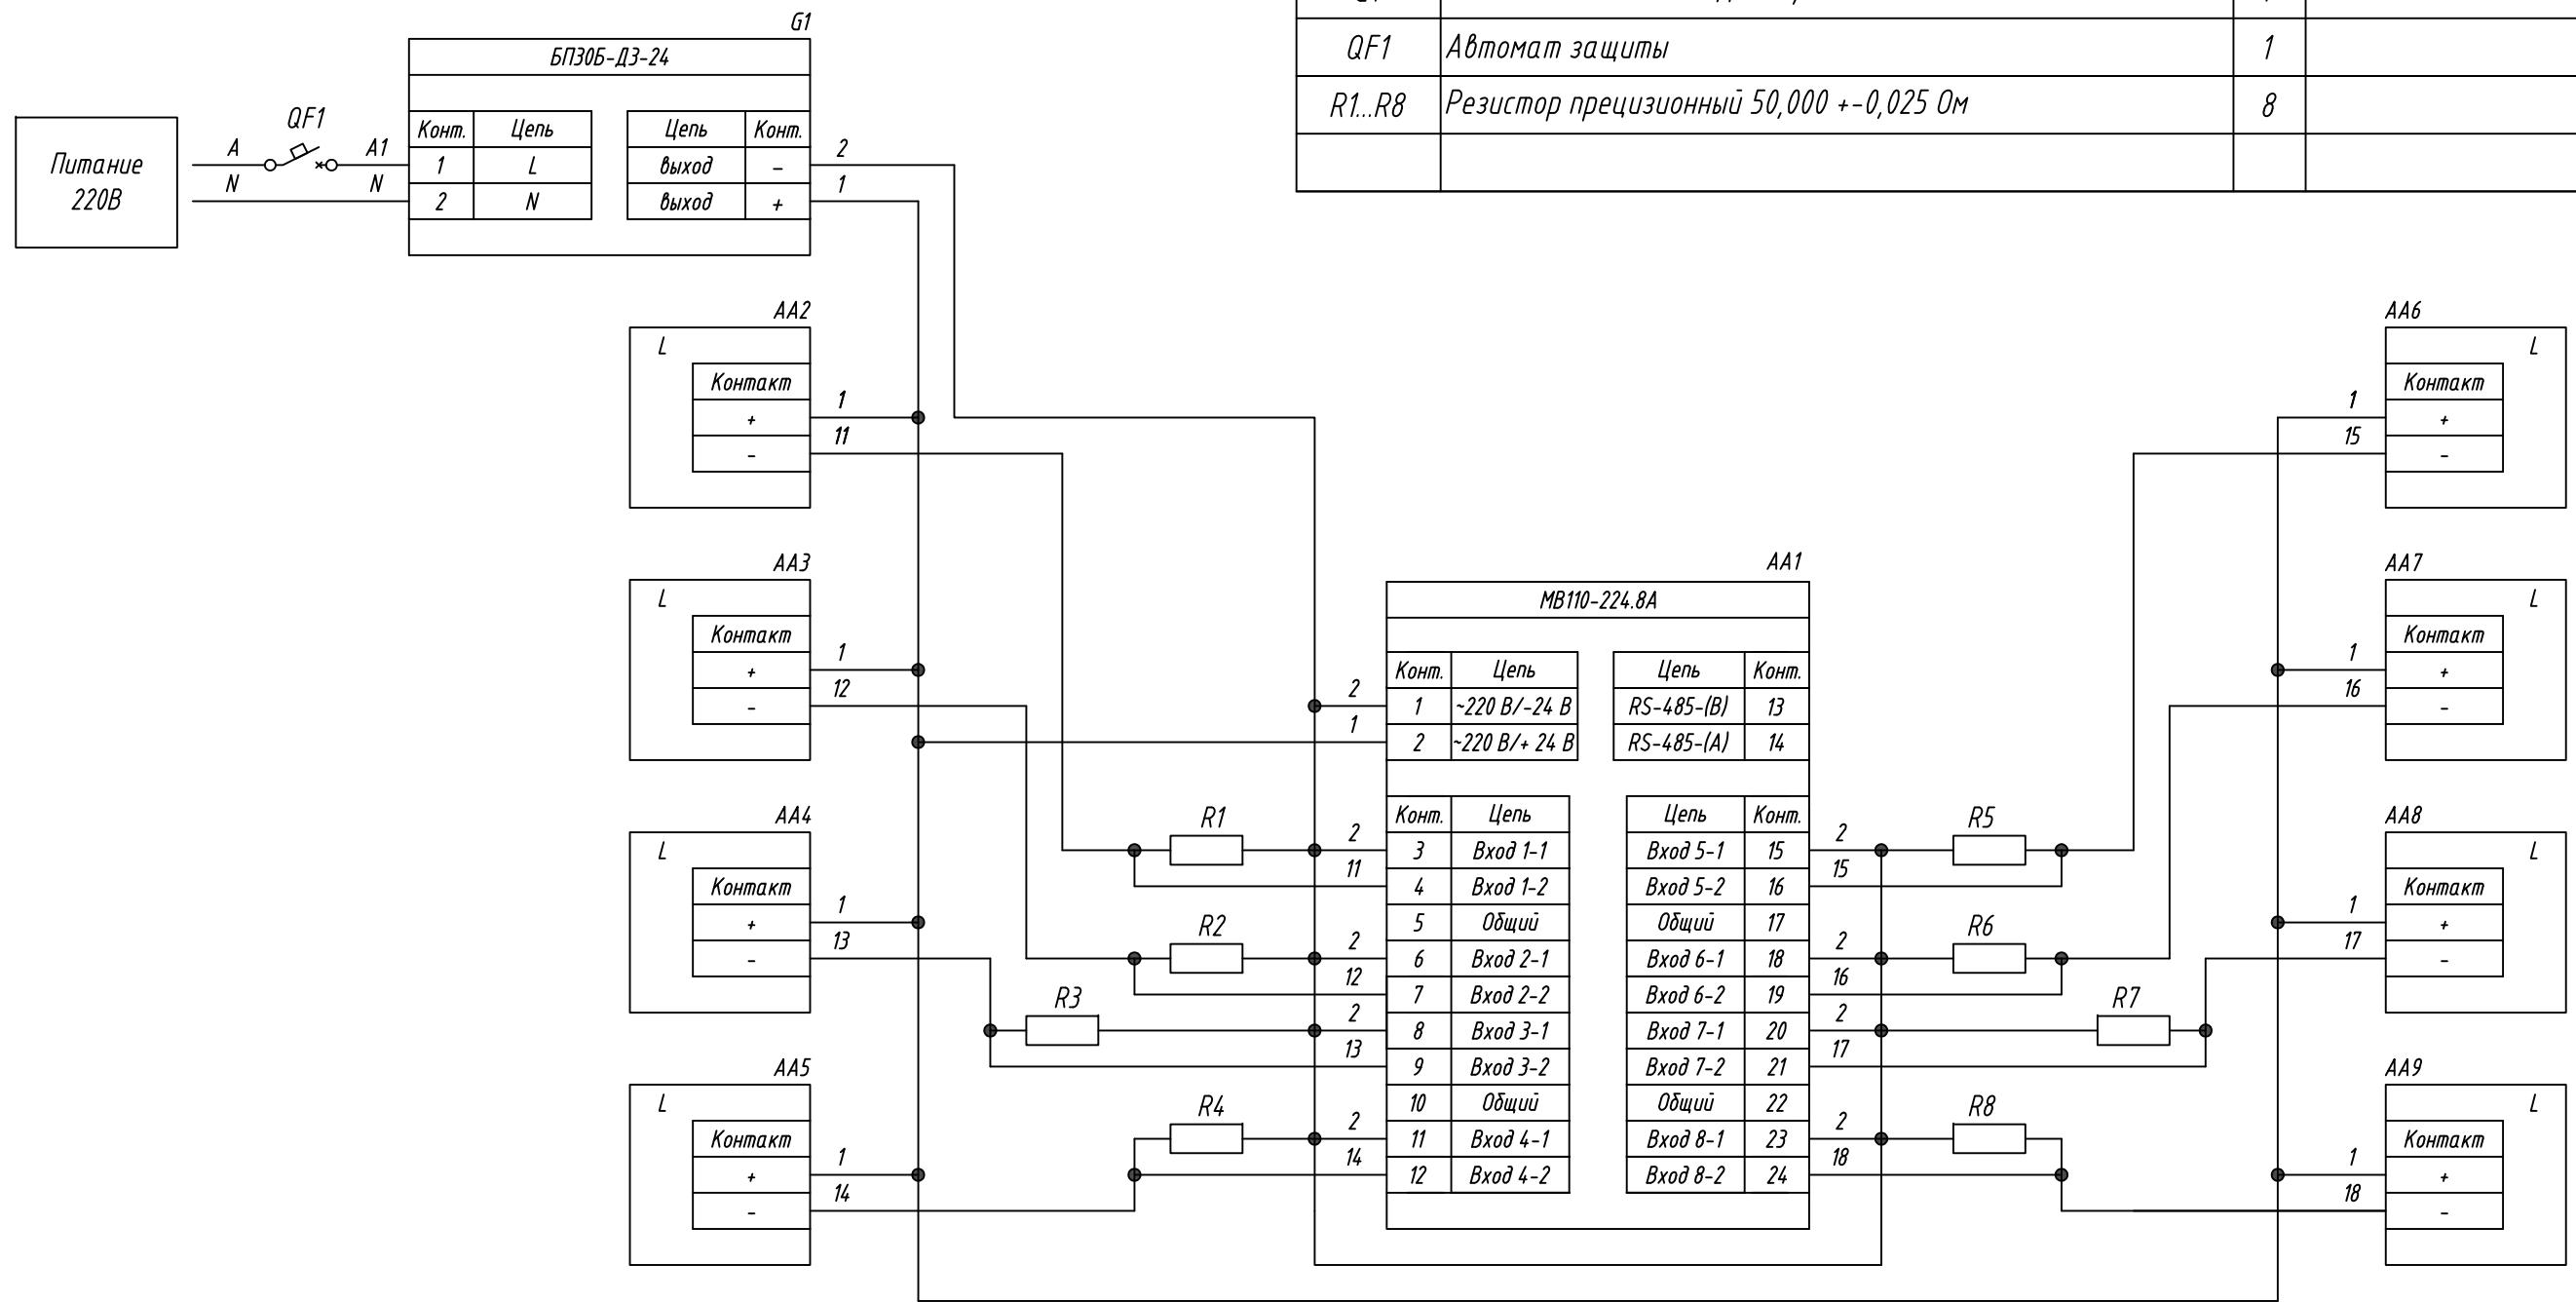 QF1 Автомат защиты 1
R1...R8 Резистор прецизионный 50,000 +-0,025 Ом 8
G1
БП30Б-Д3-24
Питание
220В
QF1
A A1
N N
Конт. Цепь
1 L
2 N
Цепь Конт.
выход -
выход +
2
1
AA2
L
Контакт
+
-
1
11
AA3
L
Контакт
+
-
1
12
AA4
L
Контакт
+
-
1
13
AA5
L
Контакт
+
-
1
14
R1
R2
R3
R4
AA1
МВ110-224.8А
2
1
Конт. Цепь
1 ~220 В/-24 В
2 ~220 В/+ 24 В
Цепь Конт.
RS-485-(B) 13
RS-485-(A) 14
2
11
2
12
2
13
2
14
Конт. Цепь
3 Вход 1-1
4 Вход 1-2
5 Общий
6 Вход 2-1
7 Вход 2-2
8 Вход 3-1
9 Вход 3-2
10 Общий
11 Вход 4-1
12 Вход 4-2
Цепь Конт.
Вход 5-1 15
Вход 5-2 16
Общий 17
Вход 6-1 18
Вход 6-2 19
Вход 7-1 20
Вход 7-2 21
Общий 22
Вход 8-1 23
Вход 8-2 24
2
15
2
16
2
17
2
18
R5
R6
R7
R8
AA6
L
Контакт
+
-
1
15
AA7
L
Контакт
+
-
1
16
AA8
L
Контакт
+
-
1
17
AA9
L
Контакт
+
-
1
18